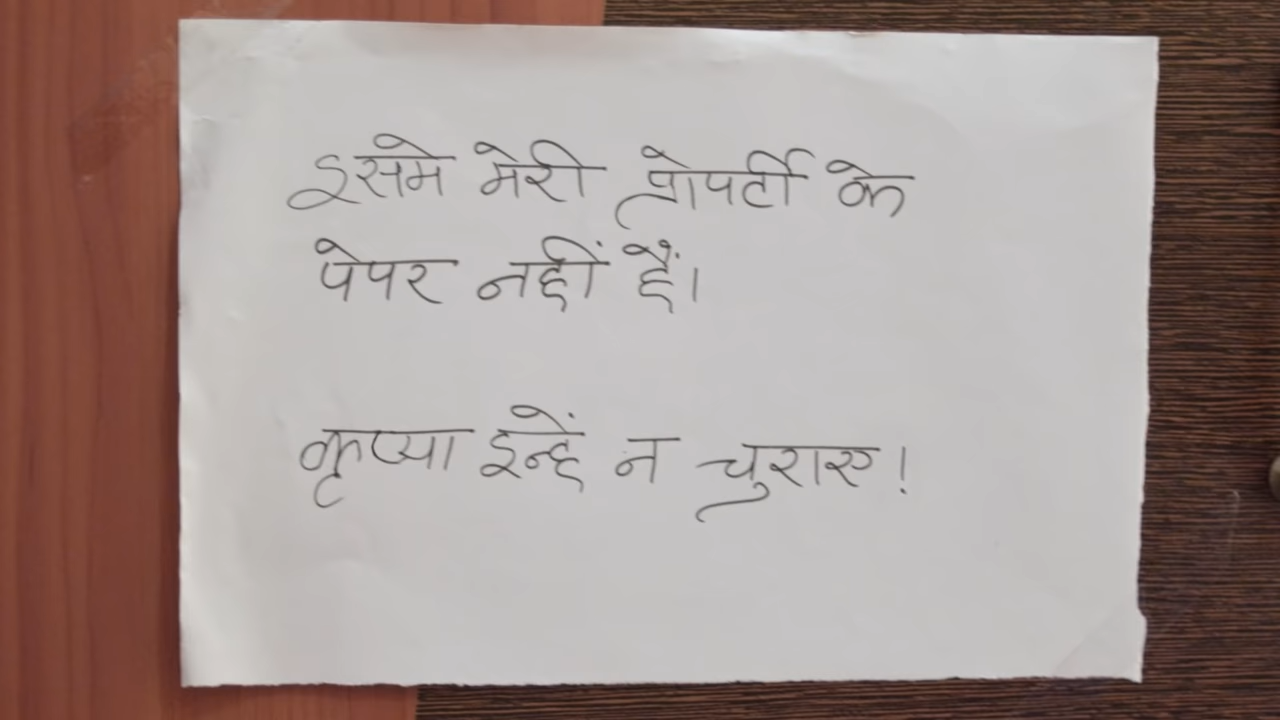 इसमे मेरी प्रोपर्टी के
पेपर नहीं हैं।
कृप्या इन्हें न चुराए!